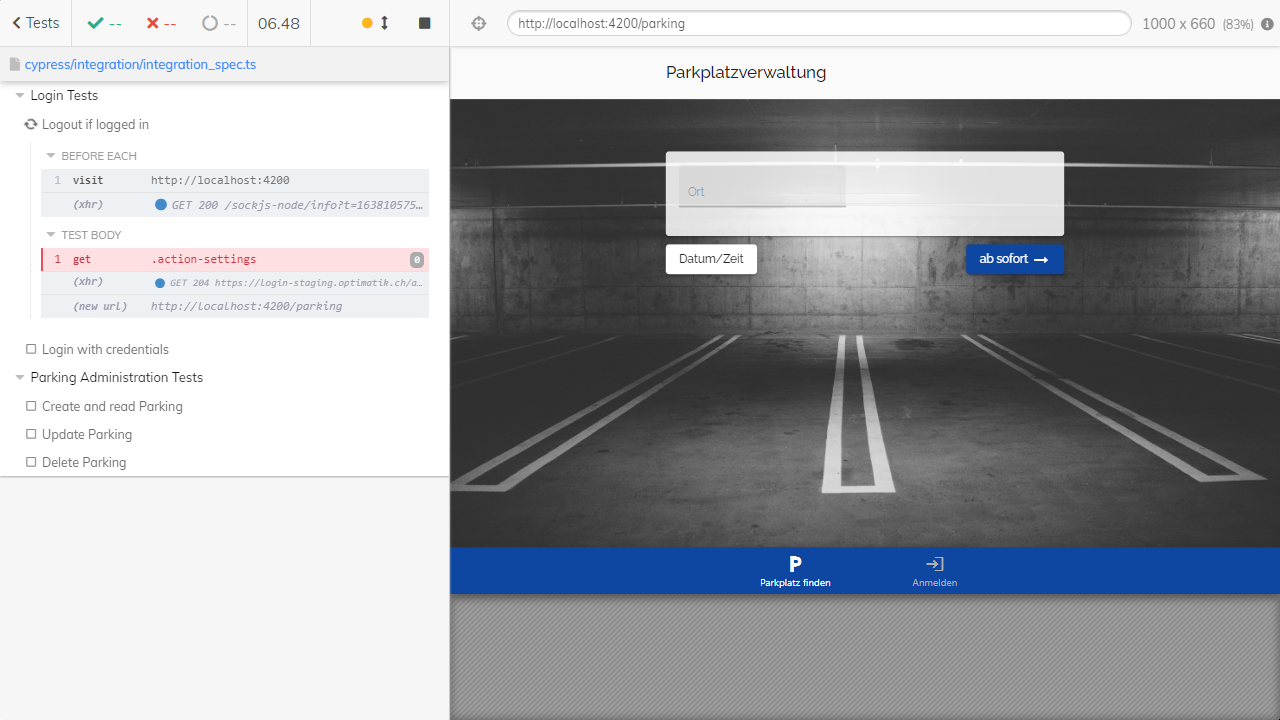 Tests
--
--
--
06.48
http://localhost:4200/parking
1000 x 660 (83%)
cypress/integration/integration_spec.ts
Login Tests
Logout if logged in
BEFORE EACH
1 visit http://localhost:4200
(xhr) GET 200 /sockjs-node/info?t=163810575...
TEST BODY
1 get .action-settings 0
(xhr) GET 204 https://login-staging.optimatik.ch/a...
(new url) http://localhost:4200/parking
Login with credentials
Parking Administration Tests
Create and read Parking
Update Parking
Delete Parking
Parkplatzverwaltung
Ort
Datum/Zeit
ab sofort
Parkplatz finden
Anmelden